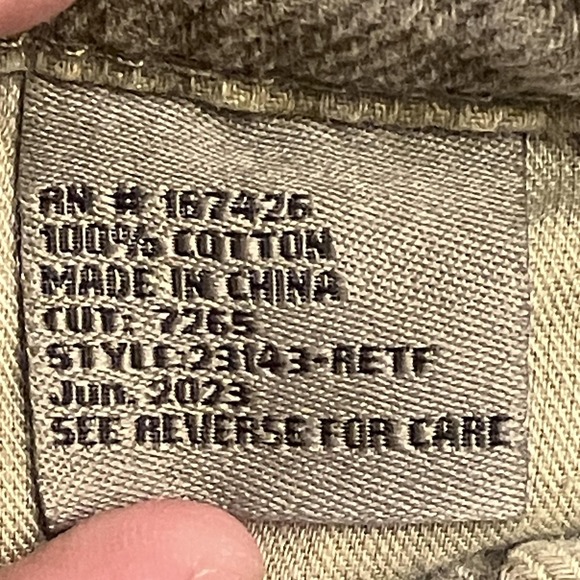 RN # 167426
100% COTTON
MADE IN CHINA
CUT: 7265
STYLE:23143-RETF
Jun. 2023
SEE REVERSE FOR CARE